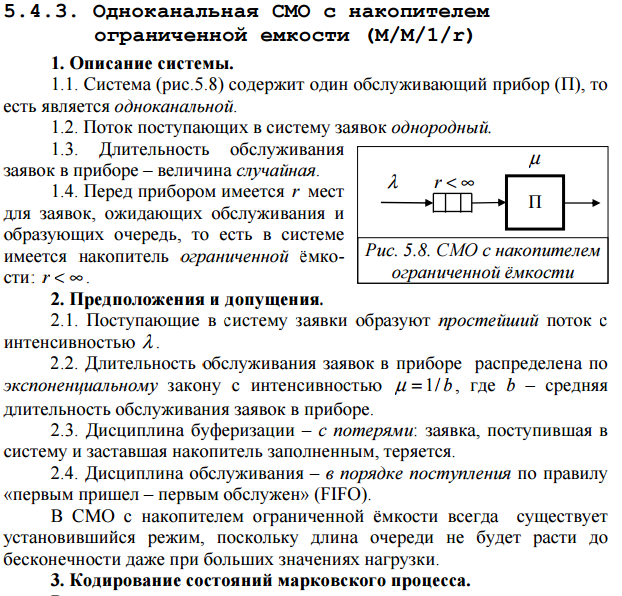 5.4.3. Одноканальная СМО с накопителем
ограниченной емкости (M/M/1/r)
1. Описание системы.
1.1. Система (рис.5.8) содержит один обслуживающий прибор (П), то
есть является одноканальной.
1.2. Поток поступающих в систему заявок однородный.
1.3. Длительность обслуживания
заявок в приборе – величина случайная.
1.4. Перед прибором имеется r мест
для заявок, ожидающих обслуживания и
образующих очередь, то есть в системе
имеется накопитель ограниченной ёмко-
сти: r < ∞.
λ
r < ∞
μ
П
Рис. 5.8. СМО с накопителем
ограниченной ёмкости
2. Предположения и допущения.
2.1. Поступающие в систему заявки образуют простейший поток с
интенсивностью λ.
2.2. Длительность обслуживания заявок в приборе распределена по
экспоненциальному закону с интенсивностью μ = 1/b, где b – средняя
длительность обслуживания заявок в приборе.
2.3. Дисциплина буферизации – с потерями: заявка, поступившая в
систему и заставшая накопитель заполненным, теряется.
2.4. Дисциплина обслуживания – в порядке поступления по правилу
«первым пришел – первым обслужен» (FIFO).
В СМО с накопителем ограниченной ёмкости всегда существует
установившийся режим, поскольку длина очереди не будет расти до
бесконечности даже при больших значениях нагрузки.
3. Кодирование состояний марковского процесса.